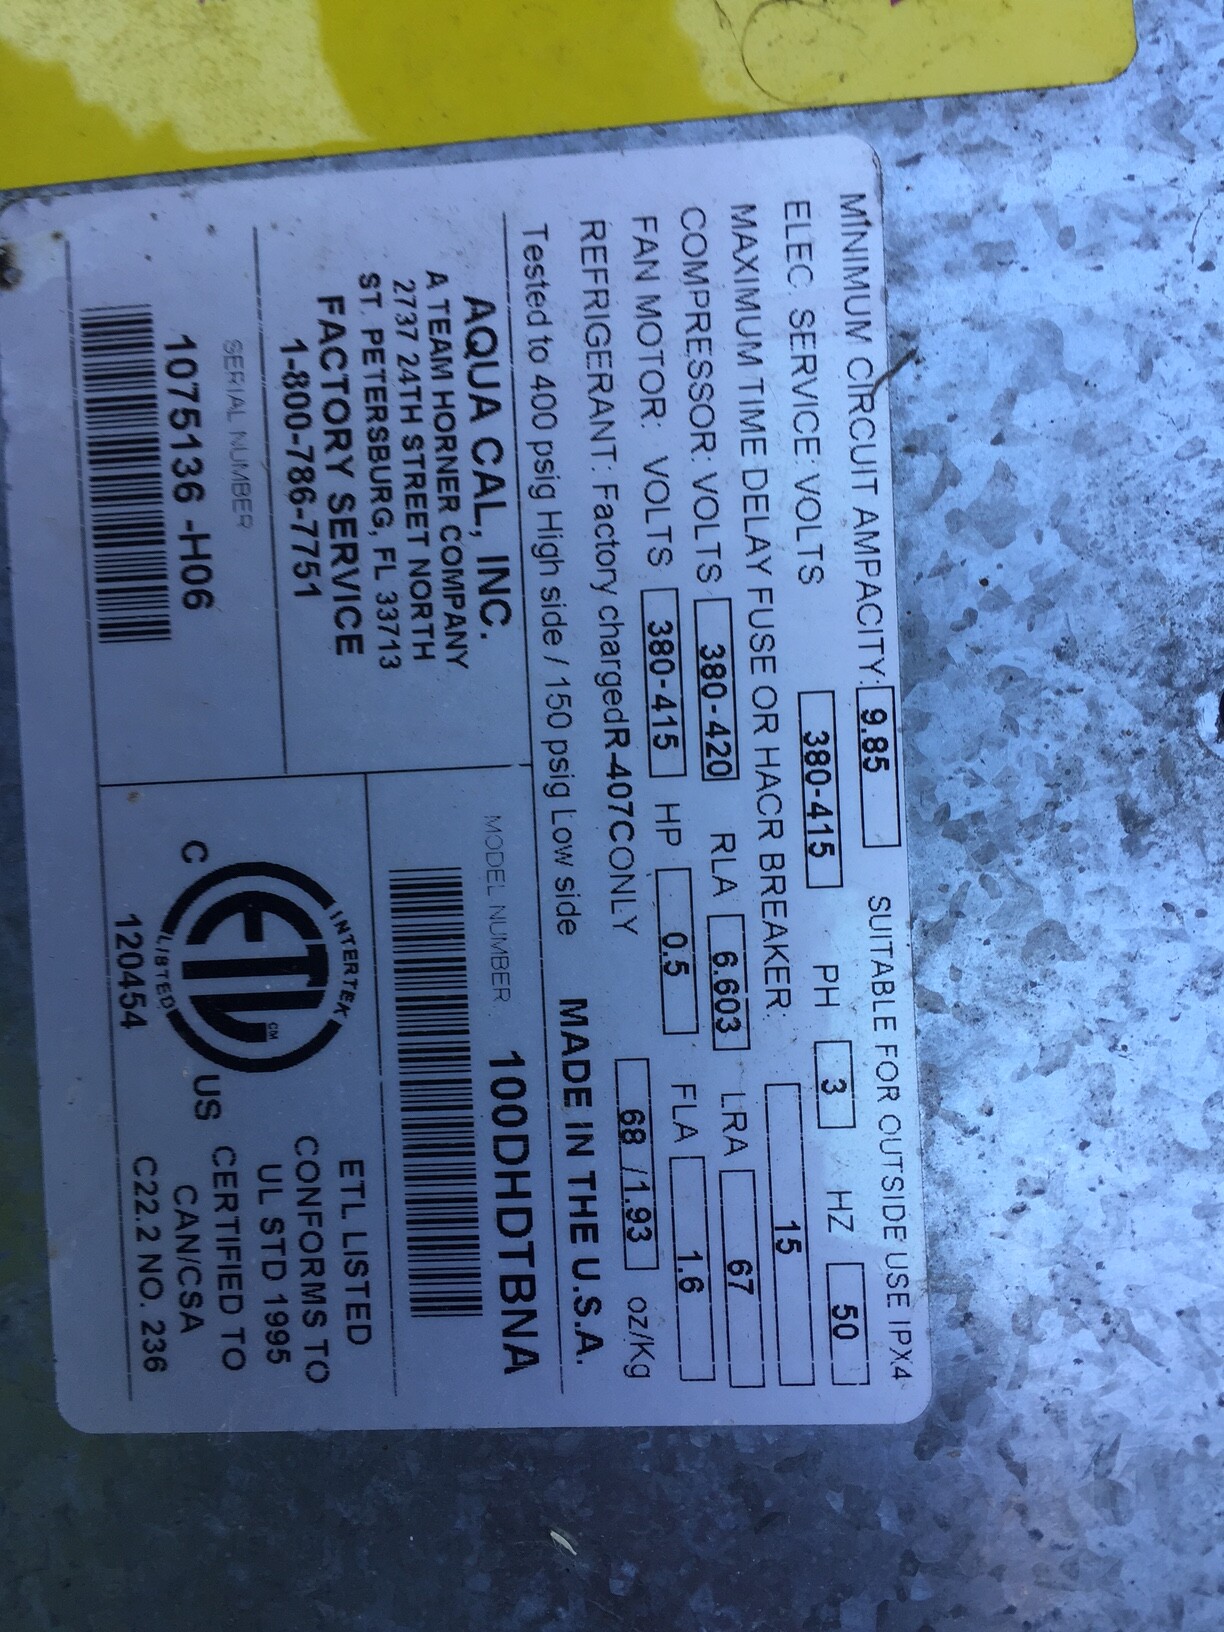 MINIMUM CIRCUIT AMPACITY: 9.85 SUITABLE FOR OUTSIDE USE IPX4
ELEC. SERVICE: VOLTS 380-415 PH 3 HZ 50
MAXIMUM TIME DELAY FUSE OR HACR BREAKER: 15
COMPRESSOR: VOLTS 380-420 RLA 6.603 LRA 67
FAN MOTOR: VOLTS 380-415 HP 0.5 FLA 1.6
REFRIGERANT: Factory chargedR-407CONLY 68 /1.93 oz/Kg
Tested to 400 psig High side / 150 psig Low side MADE IN THE U.S.A.
AQUA CAL, INC.
A TEAM HORNER COMPANY
2737 24TH STREET NORTH
ST. PETERSBURG, FL 33713
FACTORY SERVICE
1-800-786-7751
MODEL NUMBER 100DHDTBNA
SERIAL NUMBER
1075136 -H06
INTERTEK
ETL CM
LISTED
C US
120454
ETL LISTED
CONFORMS TO
UL STD 1995
CERTIFIED TO
CAN/CSA
C22.2 NO. 236